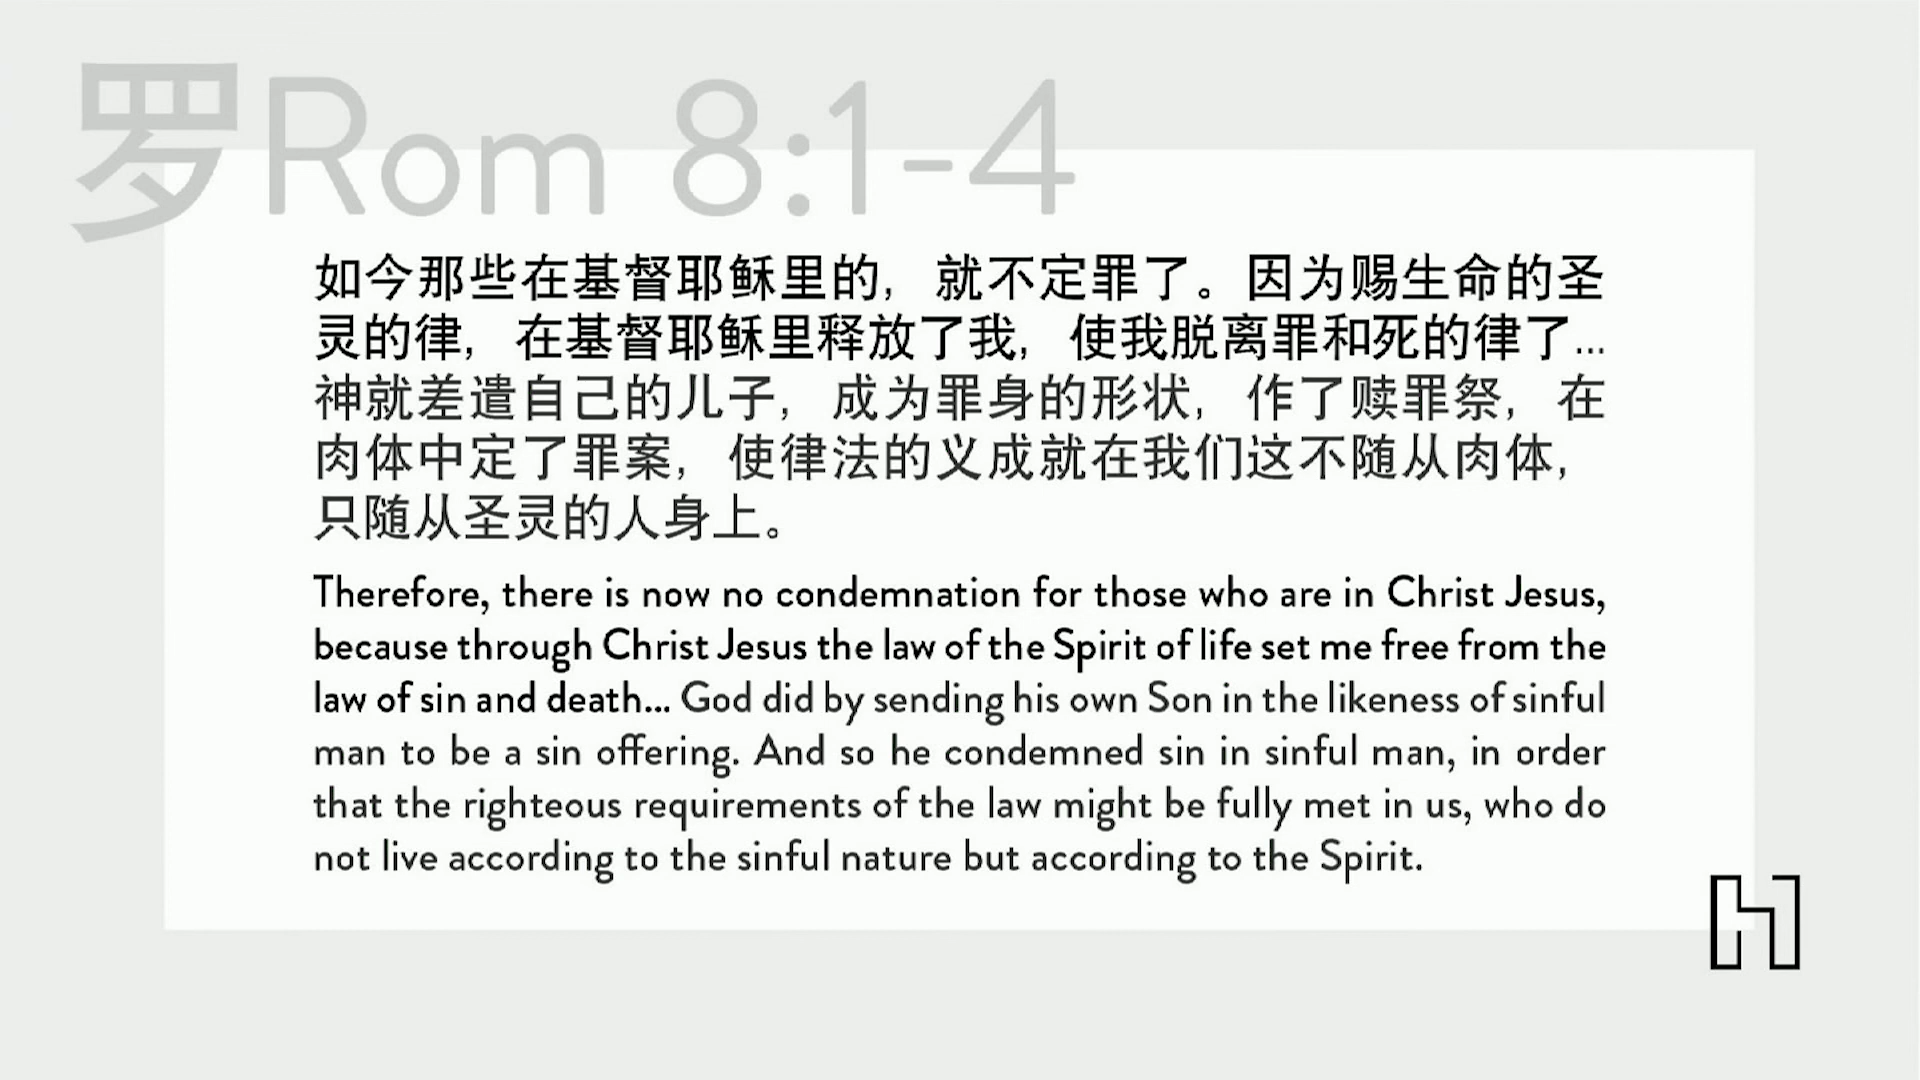 罗Rom 8:1-4
如今那些在基督耶稣里的，就不定罪了。因为赐生命的圣
灵的律，在基督耶稣里释放了我，使我脱离罪和死的律了...
神就差遣自己的儿子，成为罪身的形状，作了赎罪祭，在
肉体中定了罪案，使律法的义成就在我们这不随从肉体，
只随从圣灵的人身上。
Therefore, there is now no condemnation for those who are in Christ Jesus,
because through Christ Jesus the law of the Spirit of life set me free from the
law of sin and death... God did by sending his own Son in the likeness of sinful
man to be a sin offering. And so he condemned sin in sinful man, in order
that the righteous requirements of the law might be fully met in us, who do
not live according to the sinful nature but according to the Spirit.